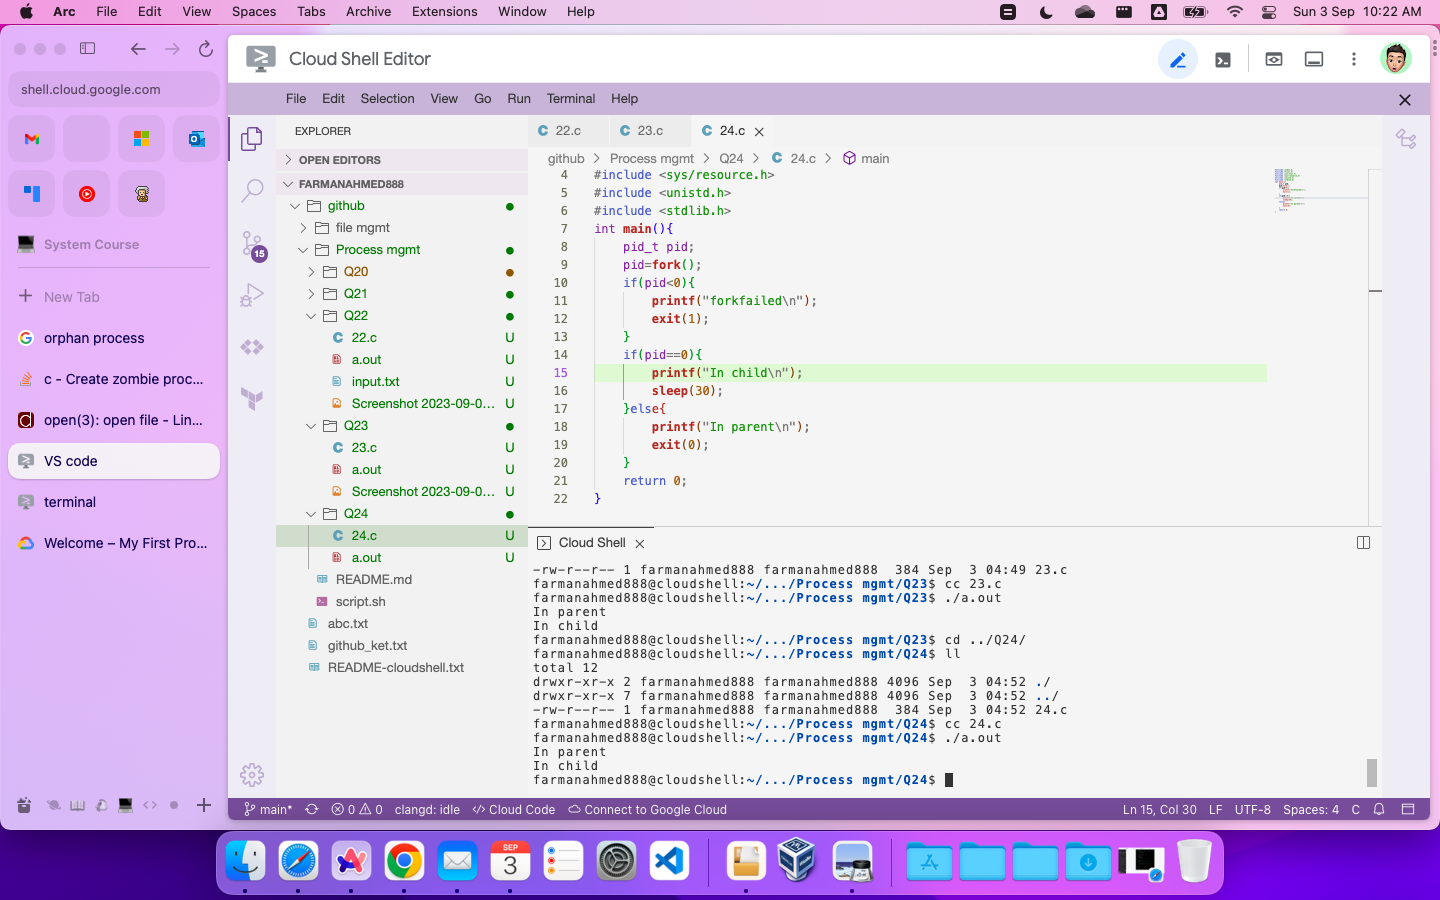 Arc File Edit View Spaces Tabs Archive Extensions Window Help Sun 3 Sep 10:22 AM
shell.cloud.google.com
System Course
New Tab
orphan process
c - Create zombie proc...
open(3): open file - Lin...
VS code
terminal
Welcome – My First Pro...
Cloud Shell Editor
File Edit Selection View Go Run Terminal Help
EXPLORER
OPEN EDITORS
FARMANAHMED888
github
file mgmt
Process mgmt
Q20
Q21
Q22
22.c U
a.out U
input.txt U
Screenshot 2023-09-0... U
Q23
23.c U
a.out U
Screenshot 2023-09-0... U
Q24
24.c U
a.out U
README.md
script.sh
abc.txt
github_ket.txt
README-cloudshell.txt
15
C 22.c C 23.c C 24.c
github > Process mgmt > Q24 > C 24.c > main
4 #include <sys/resource.h>
5 #include <unistd.h>
6 #include <stdlib.h>
7 int main(){
8 pid_t pid;
9 pid=fork();
10 if(pid<0){
11 printf("forkfailed\n");
12 exit(1);
13 }
14 if(pid==0){
15 printf("In child\n");
16 sleep(30);
17 }else{
18 printf("In parent\n");
19 exit(0);
20 }
21 return 0;
22 }
Cloud Shell
-rw-r--r-- 1 farmanahmed888 farmanahmed888 384 Sep 3 04:49 23.c
farmanahmed888@cloudshell:~/.../Process mgmt/Q23$ cc 23.c
farmanahmed888@cloudshell:~/.../Process mgmt/Q23$ ./a.out
In parent
In child
farmanahmed888@cloudshell:~/.../Process mgmt/Q23$ cd ../Q24/
farmanahmed888@cloudshell:~/.../Process mgmt/Q24$ ll
total 12
drwxr-xr-x 2 farmanahmed888 farmanahmed888 4096 Sep 3 04:52 ./
drwxr-xr-x 7 farmanahmed888 farmanahmed888 4096 Sep 3 04:52 ../
-rw-r--r-- 1 farmanahmed888 farmanahmed888 384 Sep 3 04:52 24.c
farmanahmed888@cloudshell:~/.../Process mgmt/Q24$ cc 24.c
farmanahmed888@cloudshell:~/.../Process mgmt/Q24$ ./a.out
In parent
In child
farmanahmed888@cloudshell:~/.../Process mgmt/Q24$
main* 0 0 clangd: idle Cloud Code Connect to Google Cloud Ln 15, Col 30 LF UTF-8 Spaces: 4 C
SEP
3